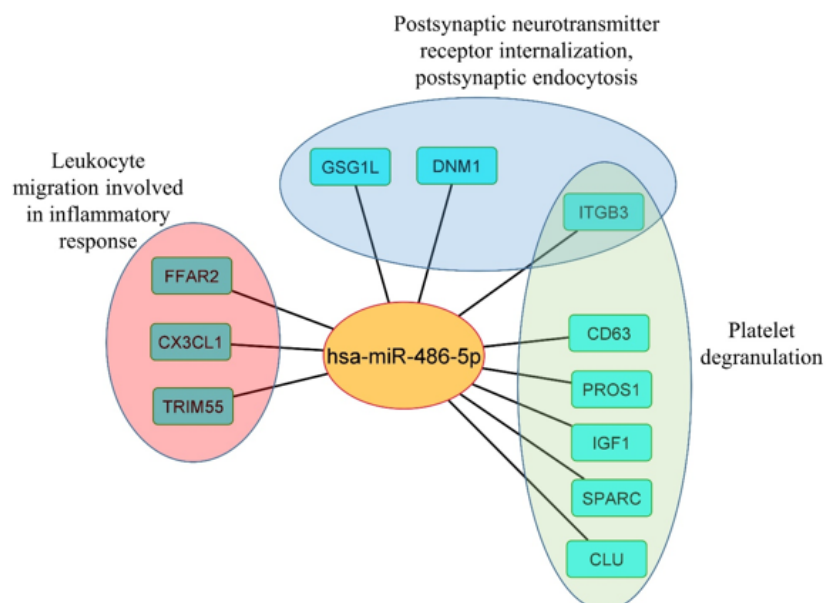 Postsynaptic neurotransmitter
receptor internalization,
postsynaptic endocytosis
Leukocyte
migration involved
in inflammatory
response
GSG1L
DNM1
ITGB3
FFAR2
CX3CL1
TRIM55
hsa-miR-486-5p
CD63
PROS1
IGF1
SPARC
CLU
Platelet
degranulation